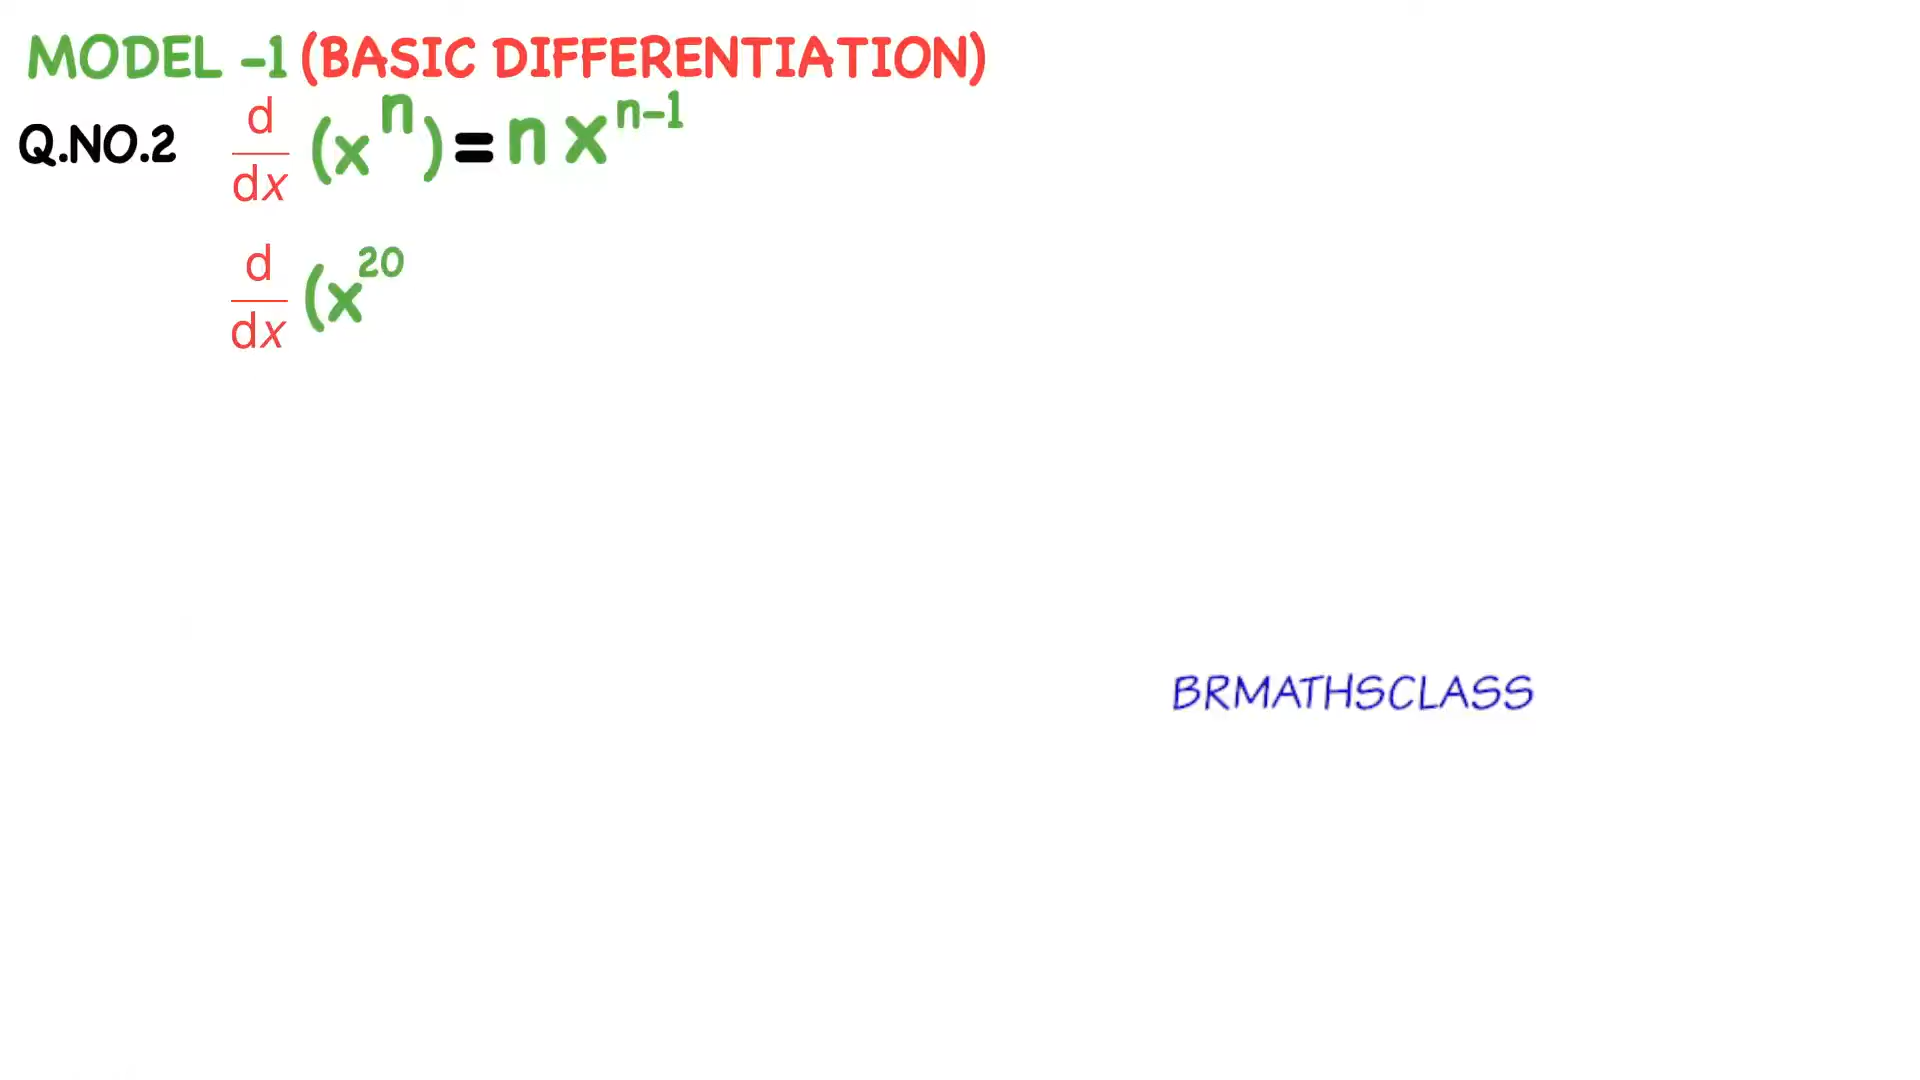 MODEL -1 (BASIC DIFFERENTIATION)
Q.NO.2 d/dx (x^n) = n x^{n-1}
d/dx (x^{20}
BRMATHSCLASS